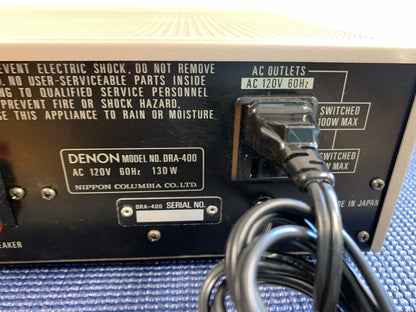 EVENT ELECTRIC SHOCK, DO NOT REMOVE
. NO USER-SERVICEABLE PARTS INSIDE
NG TO QUALIFIED SERVICE PERSONNEL
PREVENT FIRE OR SHOCK HAZARD,
SE THIS APPLIANCE TO RAIN OR MOISTURE
AC OUTLETS
AC 120V 60Hz
SWITCHED
100W MAX
SWITCHED
W MAX
DENON MODEL NO. DRA-400
AC 120V 60Hz 130W
NIPPON COLUMBIA CO. LTD.
DRA-400 SERIAL NO.
DE IN JAPAN
EAKER